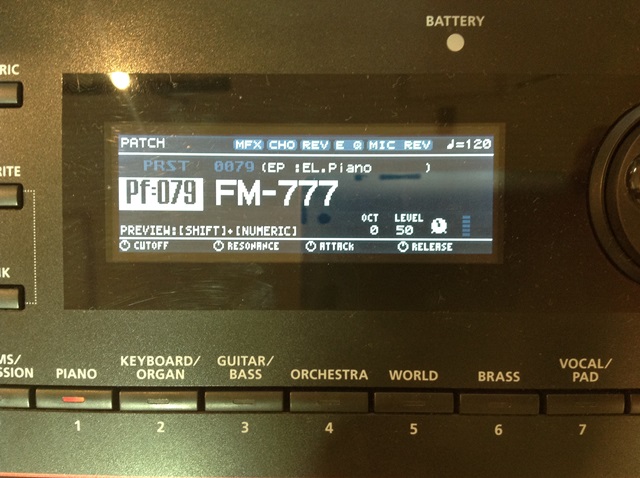 BATTERY
RIC
PATCH MFX CHO REV E Q MIC REV ♩=120
PRST 0079 (EP :EL.Piano )
RITE
Pf-079 FM-777
OCT LEVEL
PREVIEW:[SHIFT]+[NUMERIC] 0 50
CUTOFF RESONANCE ATTACK RELEASE
NK
MS/
SSION
PIANO
KEYBOARD/
ORGAN
GUITAR/
BASS
ORCHESTRA
WORLD
BRASS
VOCAL/
PAD
1 2 3 4 5 6 7